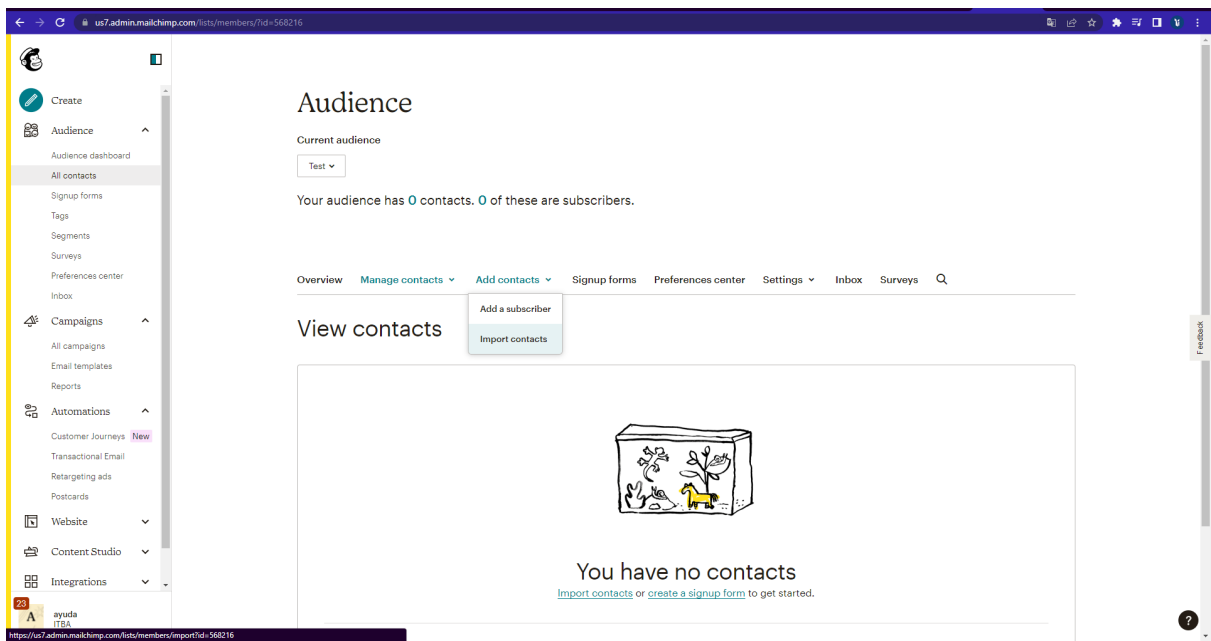 us7.admin.mailchimp.com/lists/members/?id=568216
Create
Audience
Audience dashboard
All contacts
Signup forms
Tags
Segments
Surveys
Preferences center
Inbox
Campaigns
All campaigns
Email templates
Reports
Automations
Customer Journeys New
Transactional Email
Retargeting ads
Postcards
Website
Content Studio
Integrations
23
A
ayuda
ITBA
Audience
Current audience
Test
Your audience has 0 contacts. 0 of these are subscribers.
Overview Manage contacts Add contacts Signup forms Preferences center Settings Inbox Surveys
Add a subscriber
Import contacts
View contacts
You have no contacts
Import contacts or create a signup form to get started.
Feedback
?
https://us7.admin.mailchimp.com/lists/members/import?id=568216